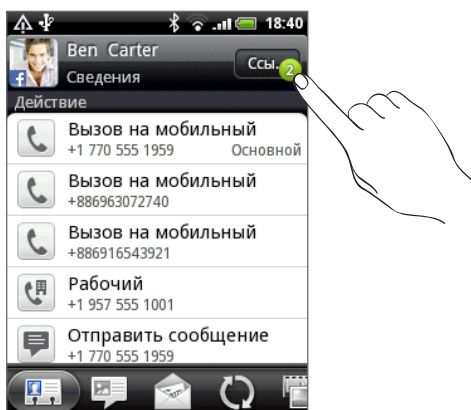 18:40
Ben Carter
Сведения
Ссы...
2
Действие
Вызов на мобильный
+1 770 555 1959 Основной
Вызов на мобильный
+886963072740
Вызов на мобильный
+886916543921
Рабочий
+1 957 555 1001
Отправить сообщение
+1 770 555 1959